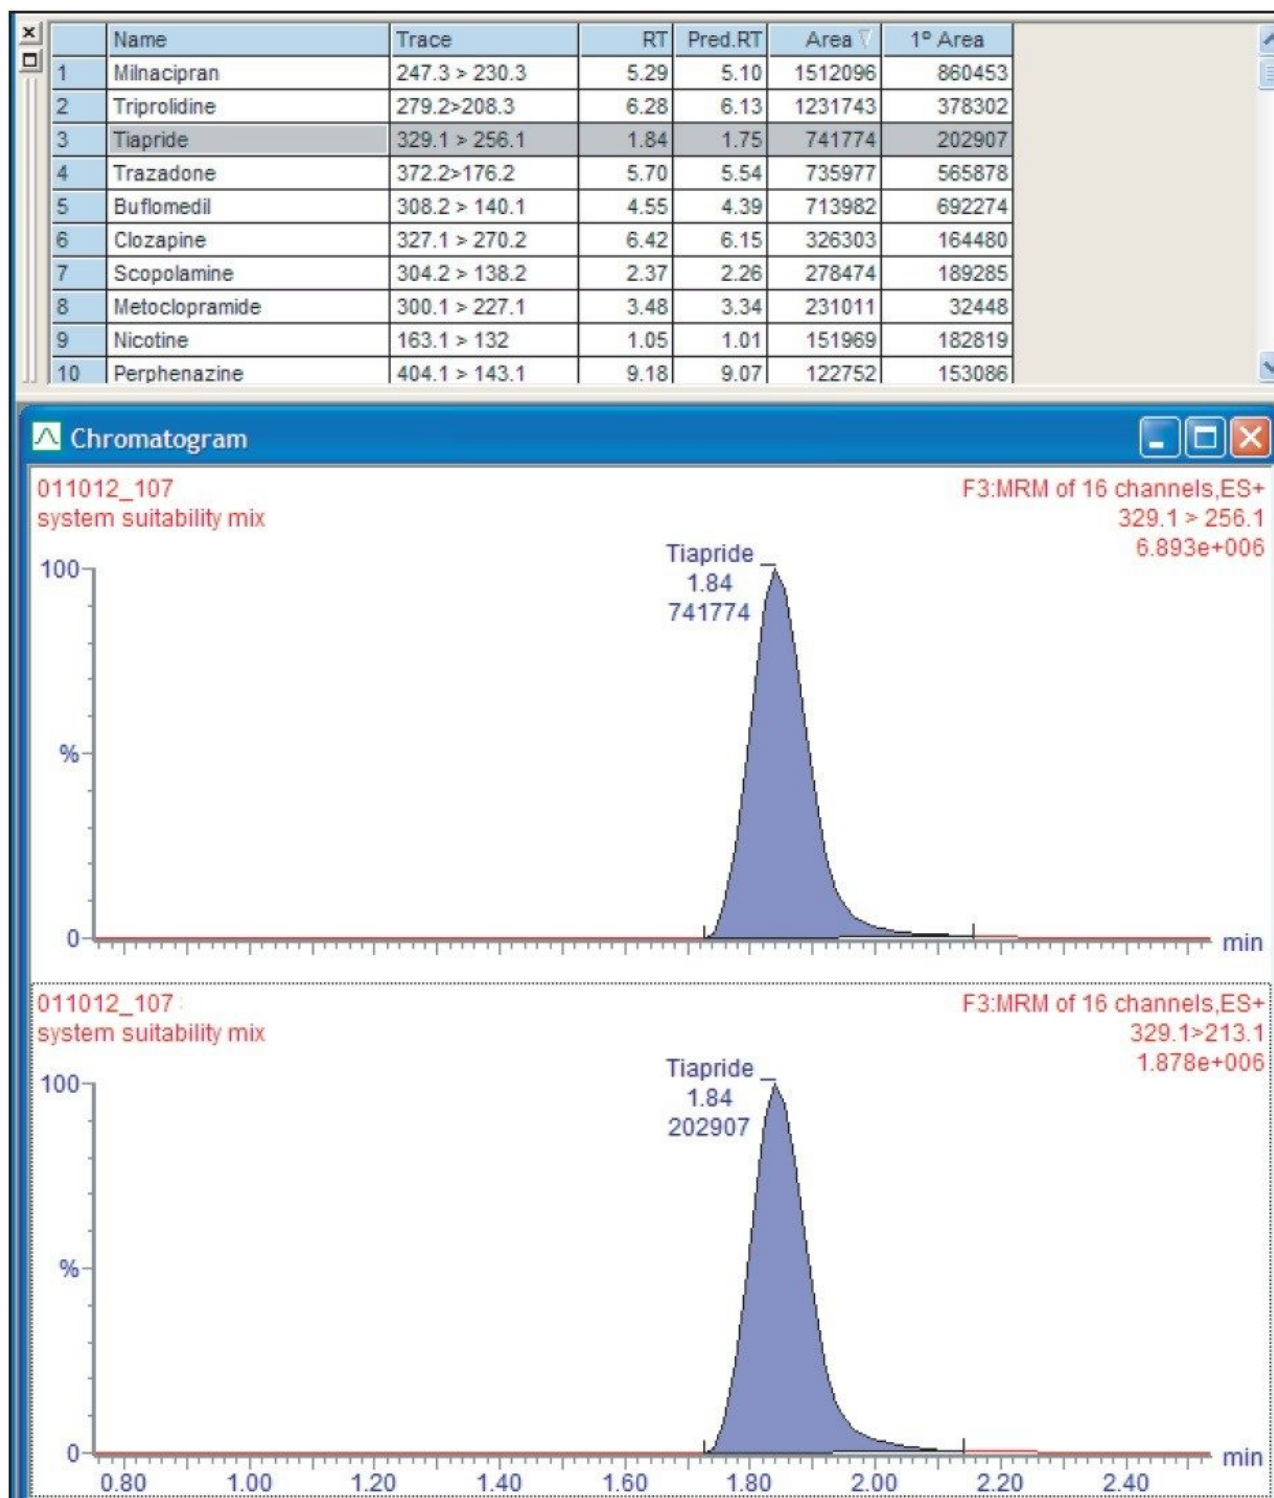 Name Trace RT Pred.RT Area 1º Area
1 Milnacipran 247.3 > 230.3 5.29 5.10 1512096 860453
2 Triprolidine 279.2>208.3 6.28 6.13 1231743 378302
3 Tiapride 329.1 > 256.1 1.84 1.75 741774 202907
4 Trazadone 372.2>176.2 5.70 5.54 735977 565878
5 Buflomedil 308.2 > 140.1 4.55 4.39 713982 692274
6 Clozapine 327.1 > 270.2 6.42 6.15 326303 164480
7 Scopolamine 304.2 > 138.2 2.37 2.26 278474 189285
8 Metoclopramide 300.1 > 227.1 3.48 3.34 231011 32448
9 Nicotine 163.1 > 132 1.05 1.01 151969 182819
10 Perphenazine 404.1 > 143.1 9.18 9.07 122752 153086
Chromatogram
011012_107 F3:MRM of 16 channels,ES+
system suitability mix 329.1 > 256.1
6.893e+006
Tiapride
1.84
741774
100
%
0
min
011012_107 F3:MRM of 16 channels,ES+
system suitability mix 329.1>213.1
1.878e+006
Tiapride
1.84
202907
100
%
0
min
0.80 1.00 1.20 1.40 1.60 1.80 2.00 2.20 2.40